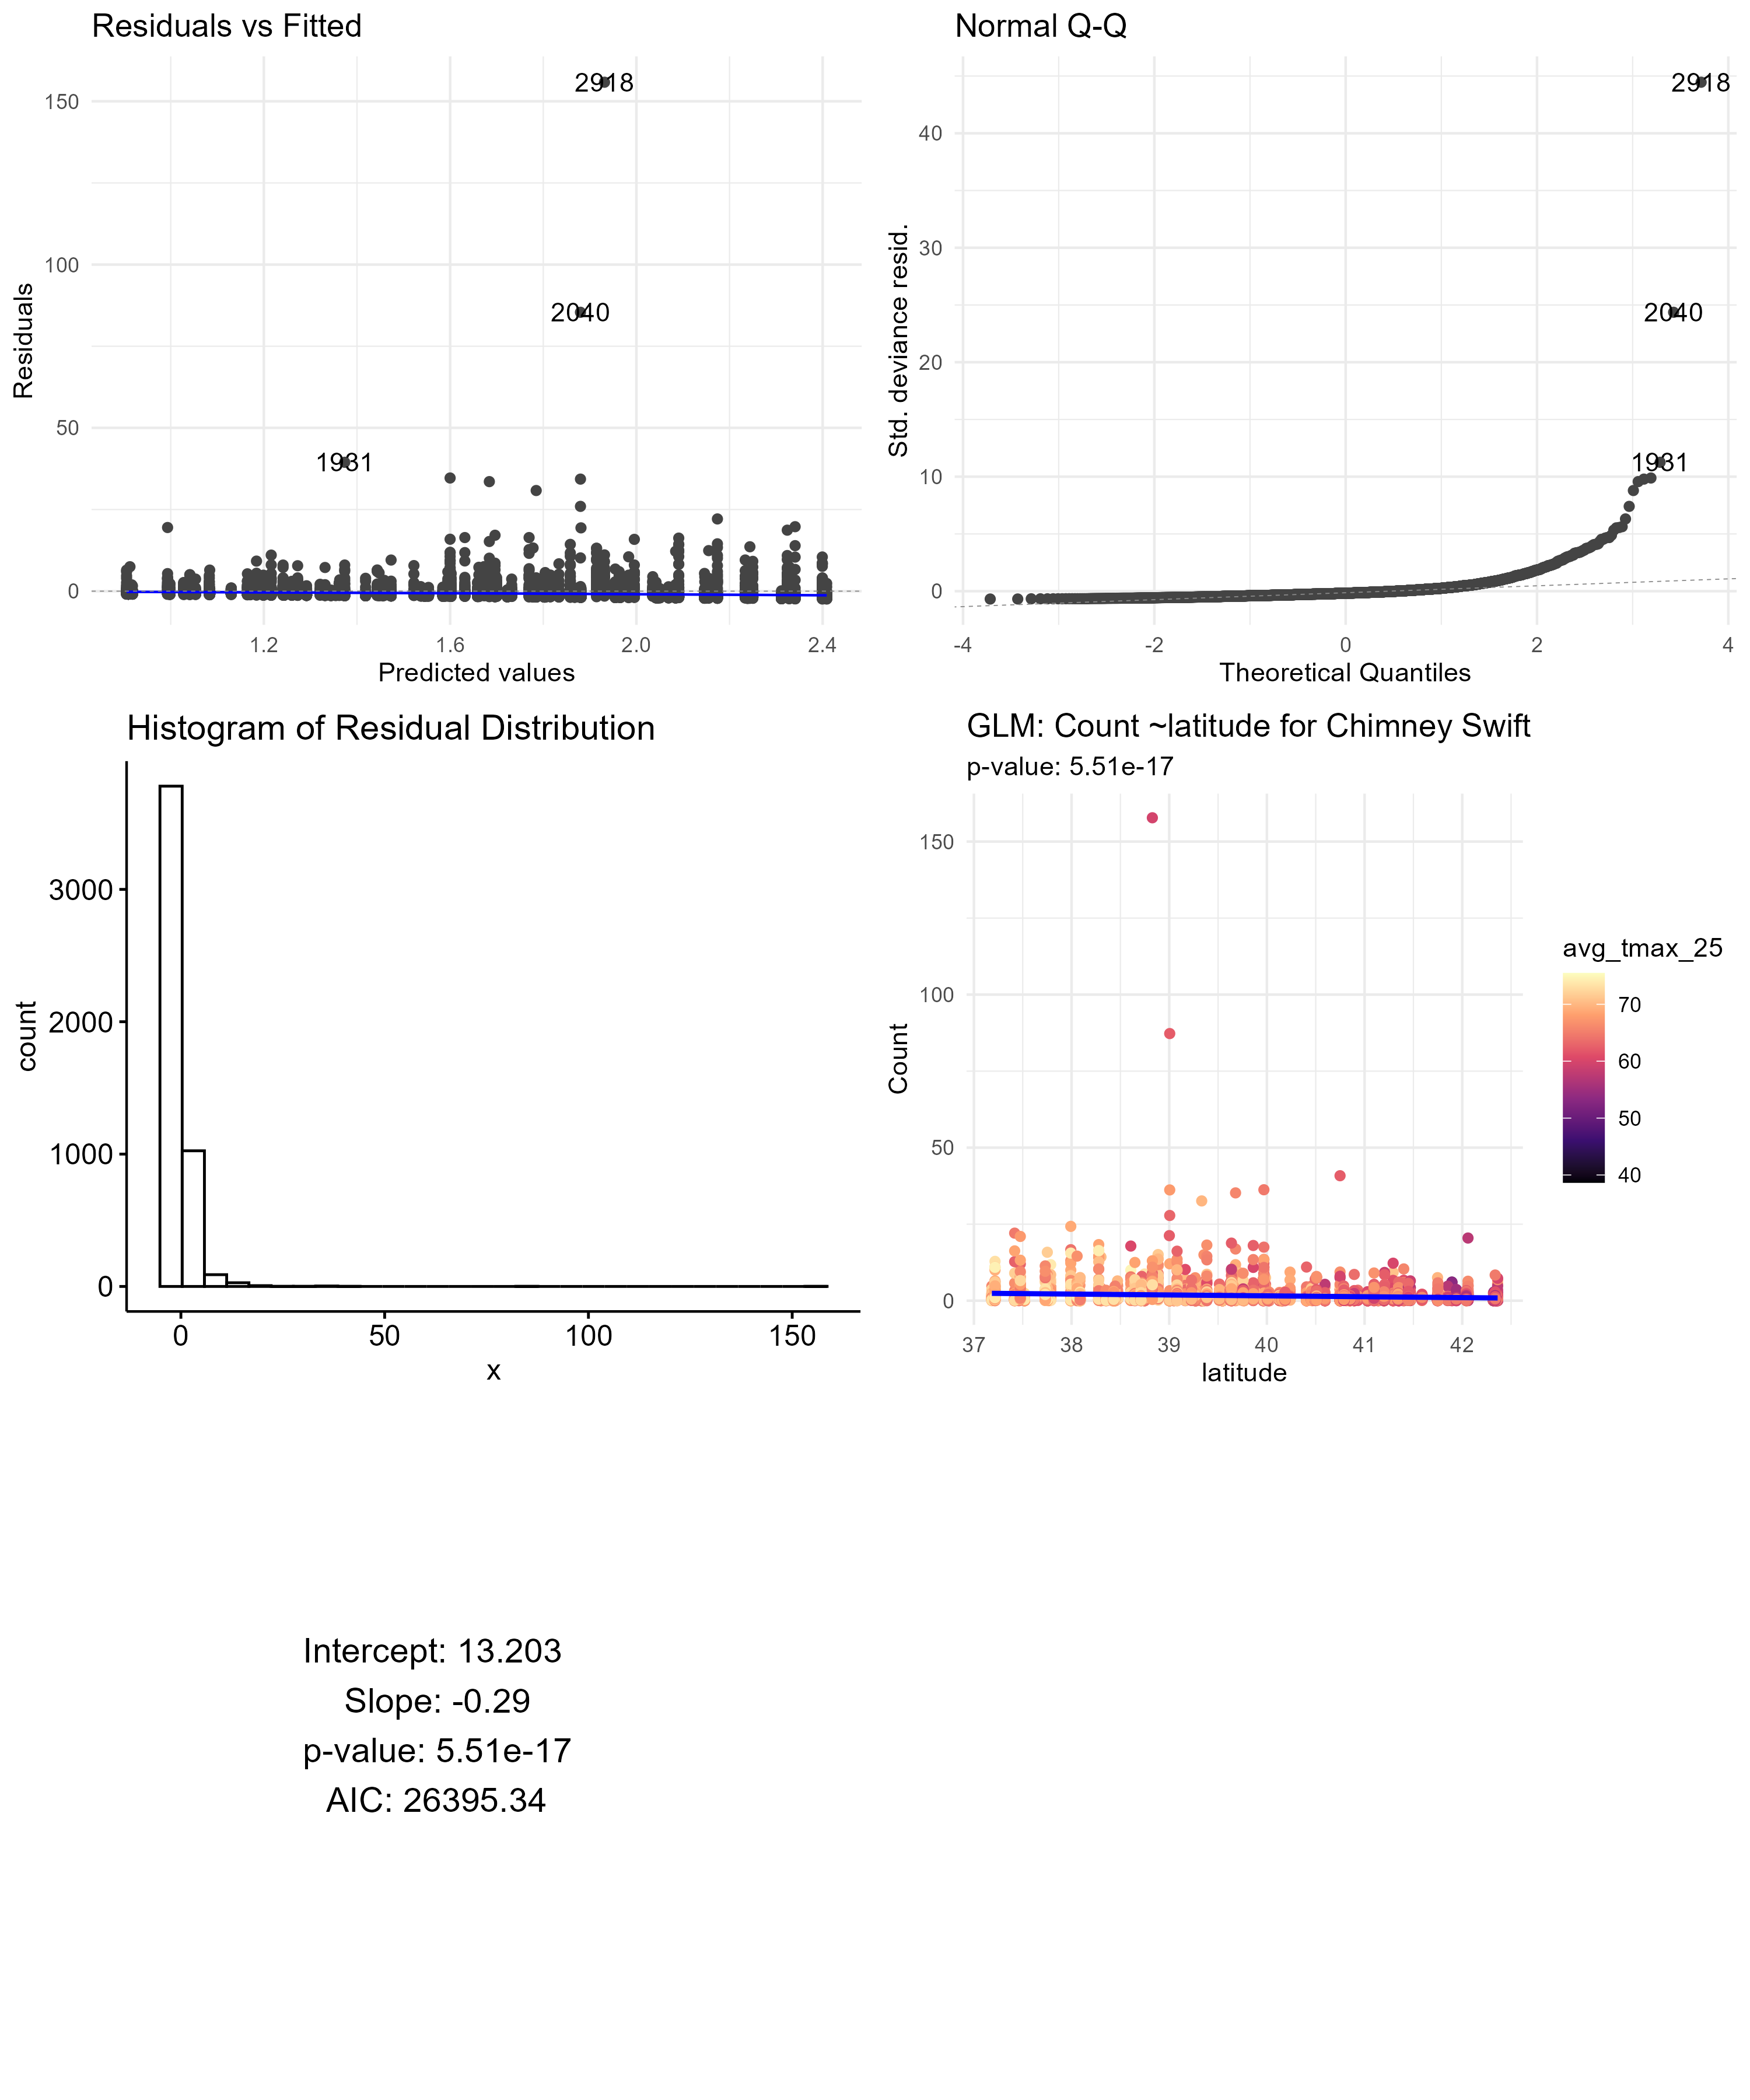 Residuals vs Fitted
Residuals
150
100
50
0
2918
2040
1931
1.2 1.6 2.0 2.4
Predicted values
Normal Q-Q
Std. deviance resid.
40
30
20
10
0
2918
2040
1931
-4 -2 0 2 4
Theoretical Quantiles
Histogram of Residual Distribution
count
3000
2000
1000
0
0 50 100 150
x
GLM: Count ~latitude for Chimney Swift
p-value: 5.51e-17
Count
150
100
50
0
37 38 39 40 41 42
latitude
avg_tmax_25
70
60
50
40
Intercept: 13.203
Slope: -0.29
p-value: 5.51e-17
AIC: 26395.34